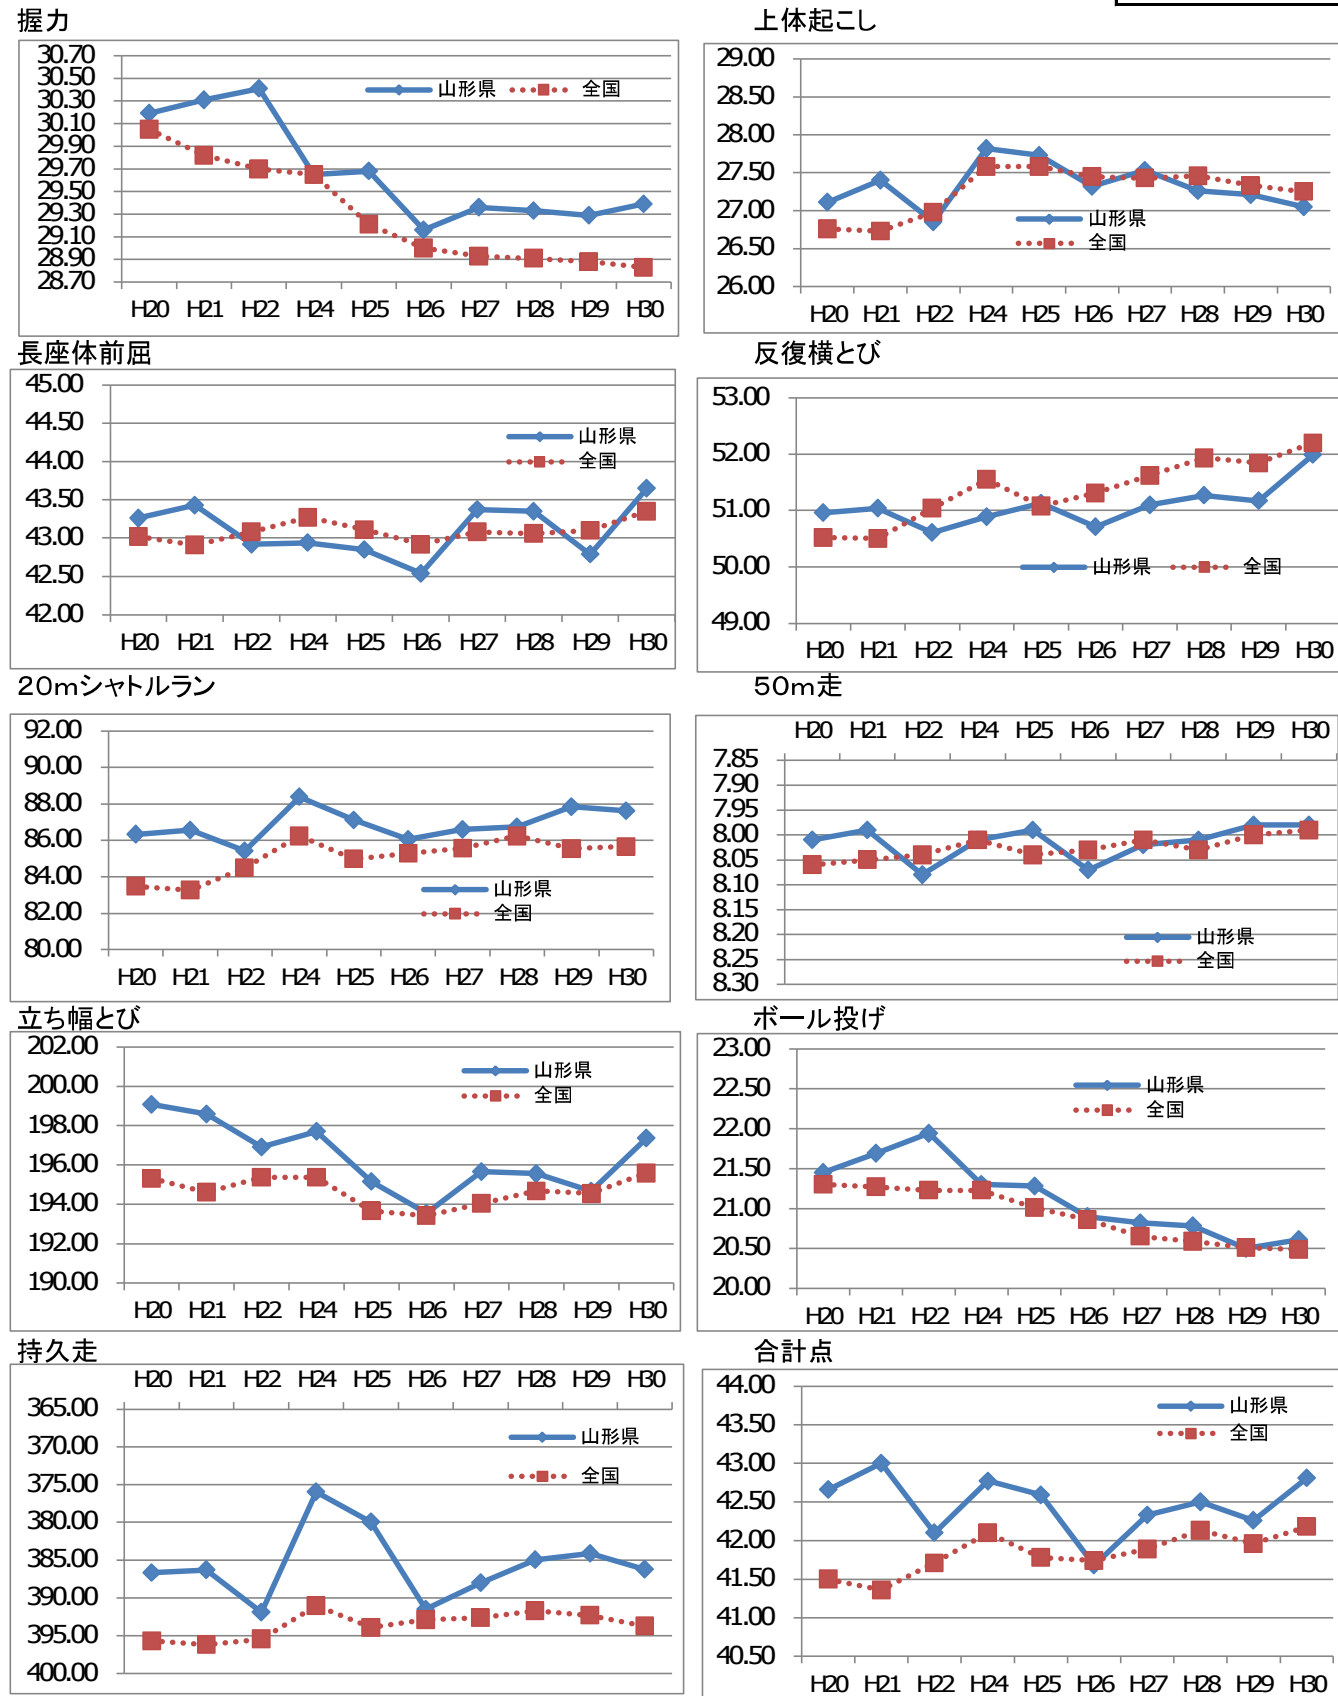 握力
30.70
30.50
30.30
30.10
29.90
29.70
29.50
29.30
29.10
28.90
28.70
山形県 全国
H20 H21 H22 H24 H25 H26 H27 H28 H29 H30
上体起こし
29.00
28.50
28.00
27.50
27.00
26.50
26.00
山形県
全国
H20 H21 H22 H24 H25 H26 H27 H28 H29 H30
長座体前屈
45.00
44.50
44.00
43.50
43.00
42.50
42.00
山形県
全国
H20 H21 H22 H24 H25 H26 H27 H28 H29 H30
反復横とび
53.00
52.00
51.00
50.00
49.00
山形県 全国
H20 H21 H22 H24 H25 H26 H27 H28 H29 H30
20mシャトルラン
92.00
90.00
88.00
86.00
84.00
82.00
80.00
山形県
全国
H20 H21 H22 H24 H25 H26 H27 H28 H29 H30
50m走
H20 H21 H22 H24 H25 H26 H27 H28 H29 H30
7.85
7.90
7.95
8.00
8.05
8.10
8.15
8.20
8.25
8.30
山形県
全国
立ち幅とび
202.00
200.00
198.00
196.00
194.00
192.00
190.00
山形県
全国
H20 H21 H22 H24 H25 H26 H27 H28 H29 H30
ボール投げ
23.00
22.50
22.00
21.50
21.00
20.50
20.00
山形県
全国
H20 H21 H22 H24 H25 H26 H27 H28 H29 H30
持久走
H20 H21 H22 H24 H25 H26 H27 H28 H29 H30
365.00
370.00
375.00
380.00
385.00
390.00
395.00
400.00
山形県
全国
合計点
44.00
43.50
43.00
42.50
42.00
41.50
41.00
40.50
山形県
全国
H20 H21 H22 H24 H25 H26 H27 H28 H29 H30